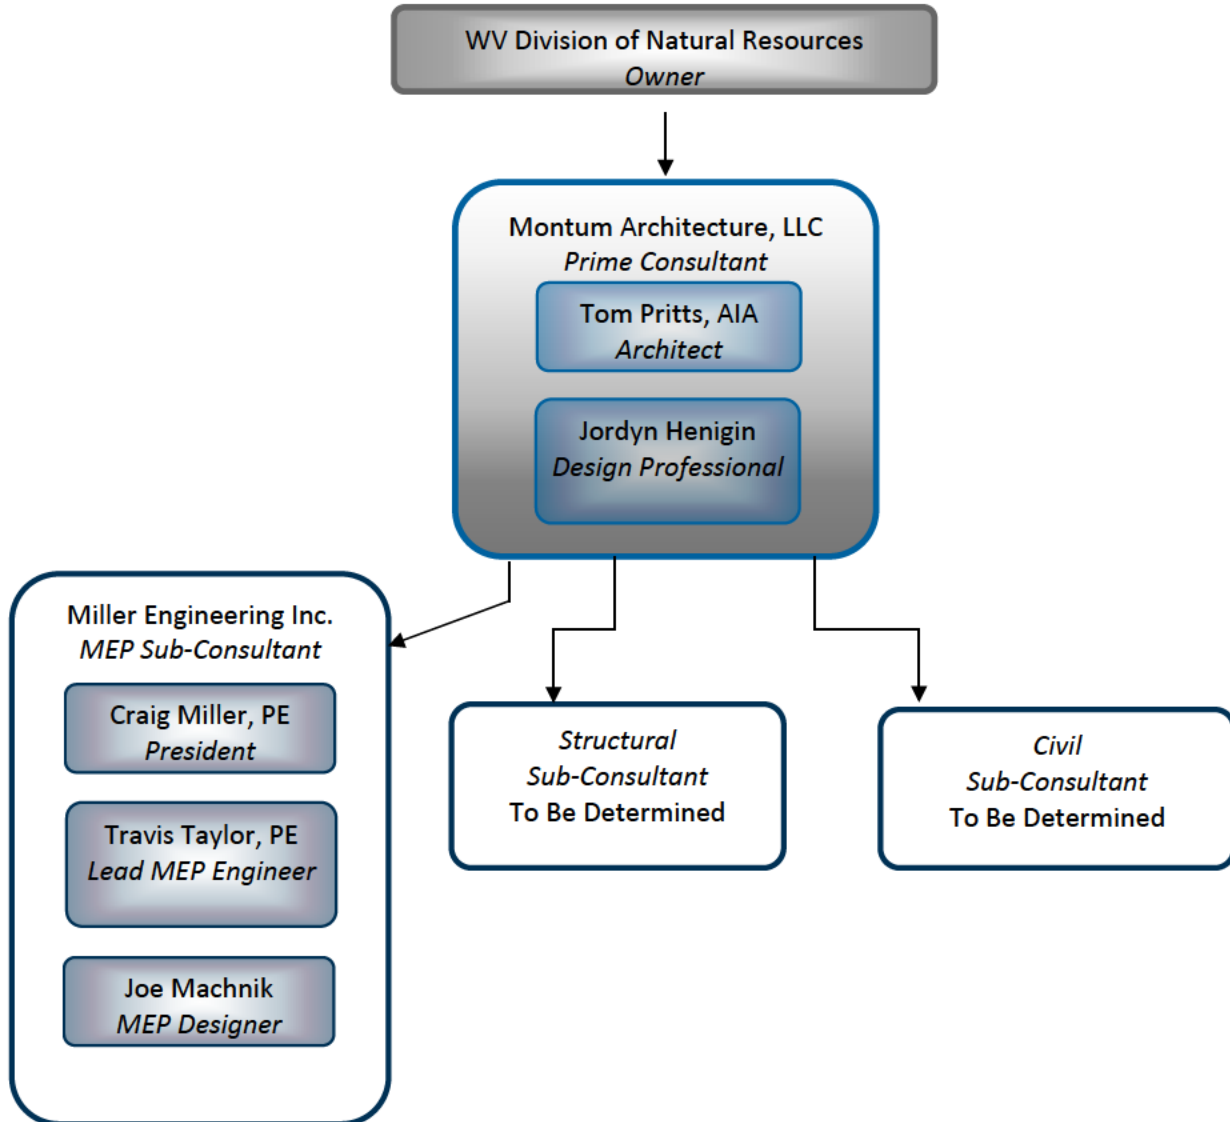 WV Division of Natural Resources
Owner
Montum Architecture, LLC
Prime Consultant
Tom Pritts, AIA
Architect
Jordyn Henigin
Design Professional
Miller Engineering Inc.
MEP Sub-Consultant
Craig Miller, PE
President
Travis Taylor, PE
Lead MEP Engineer
Joe Machnik
MEP Designer
Structural
Sub-Consultant
To Be Determined
Civil
Sub-Consultant
To Be Determined